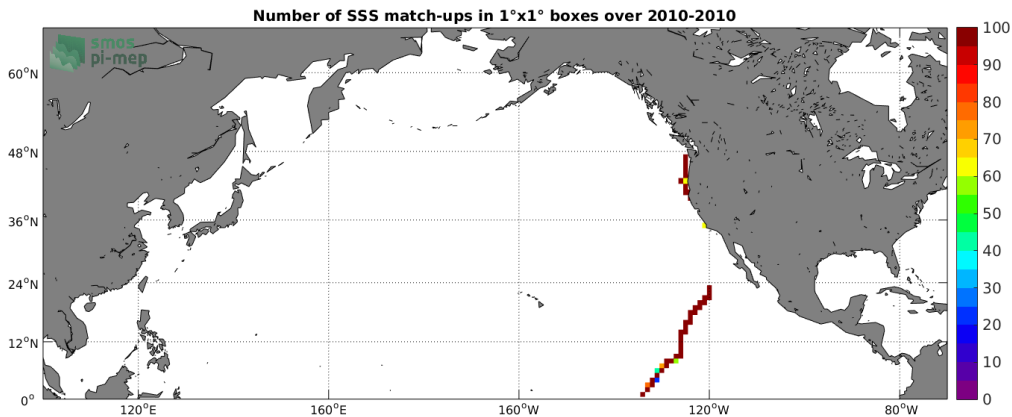 Number of SSS match-ups in 1°x1° boxes over 2010-2010
smos
pi-mep
60°N
48°N
36°N
24°N
12°N
0°
120°E
160°E
160°W
120°W
80°W
100
90
80
70
60
50
40
30
20
10
0